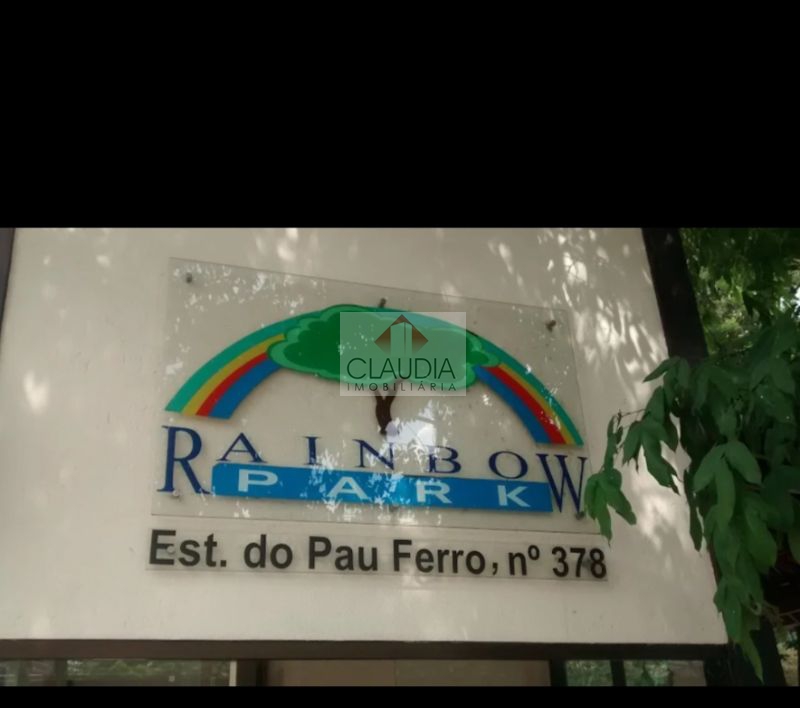 CLAUDIA
IMOBILIÁRIA
RAINBOW
PARK
Est. do Pau Ferro, nº 378